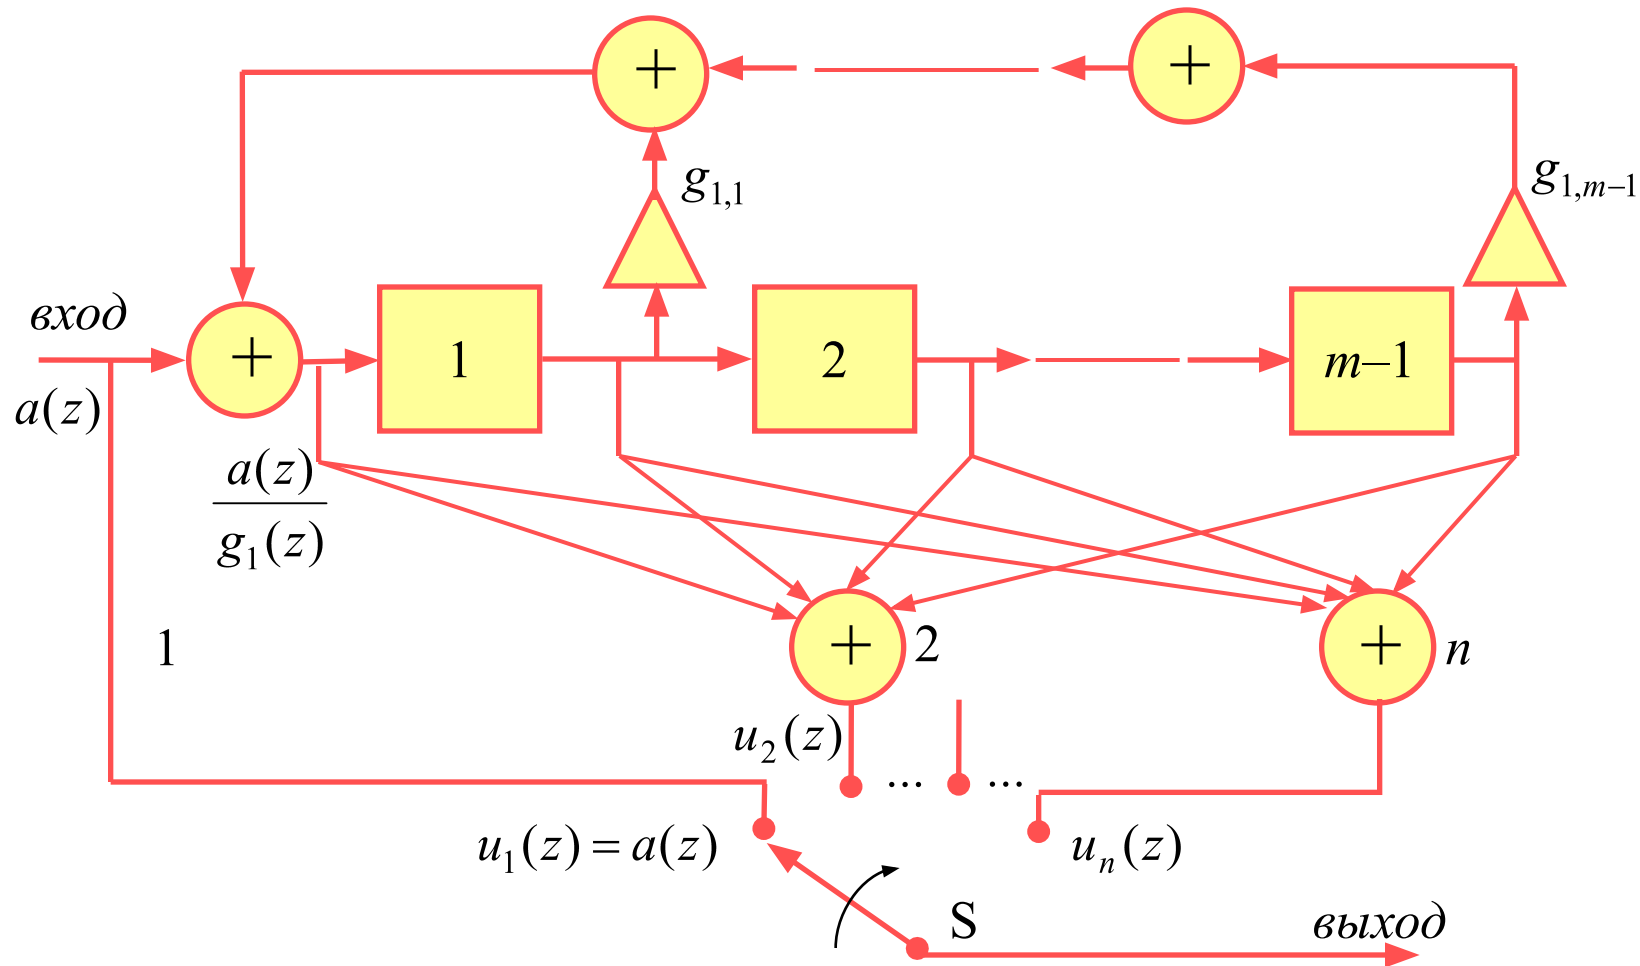 +
+
g₁,₁
g₁,ₘ₋₁
вход
+
1
2
m–1
a(z)
a(z)
g₁(z)
1
+
2
+
n
u₂(z)
...
...
u₁(z) = a(z)
uₙ(z)
S
выход